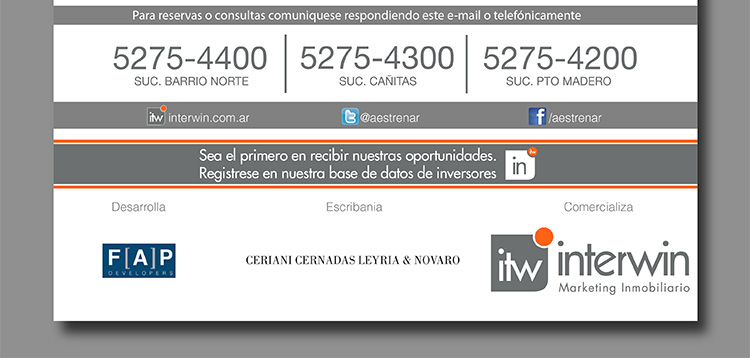 Para reservas o consultas comuniquese respondiendo este e-mail o telefónicamente
5275-4400 5275-4300 5275-4200
SUC. BARRIO NORTE SUC. CAÑITAS SUC. PTO MADERO
itw interwin.com.ar @aestrenar /aestrenar
Sea el primero en recibir nuestras oportunidades.
Registrese en nuestra base de datos de inversores
in itw
Desarrolla Escribania Comercializa
F[A]P
DEVELOPERS
CERIANI CERNADAS LEYRIA & NOVARO
itw interwin
Marketing Inmobiliario